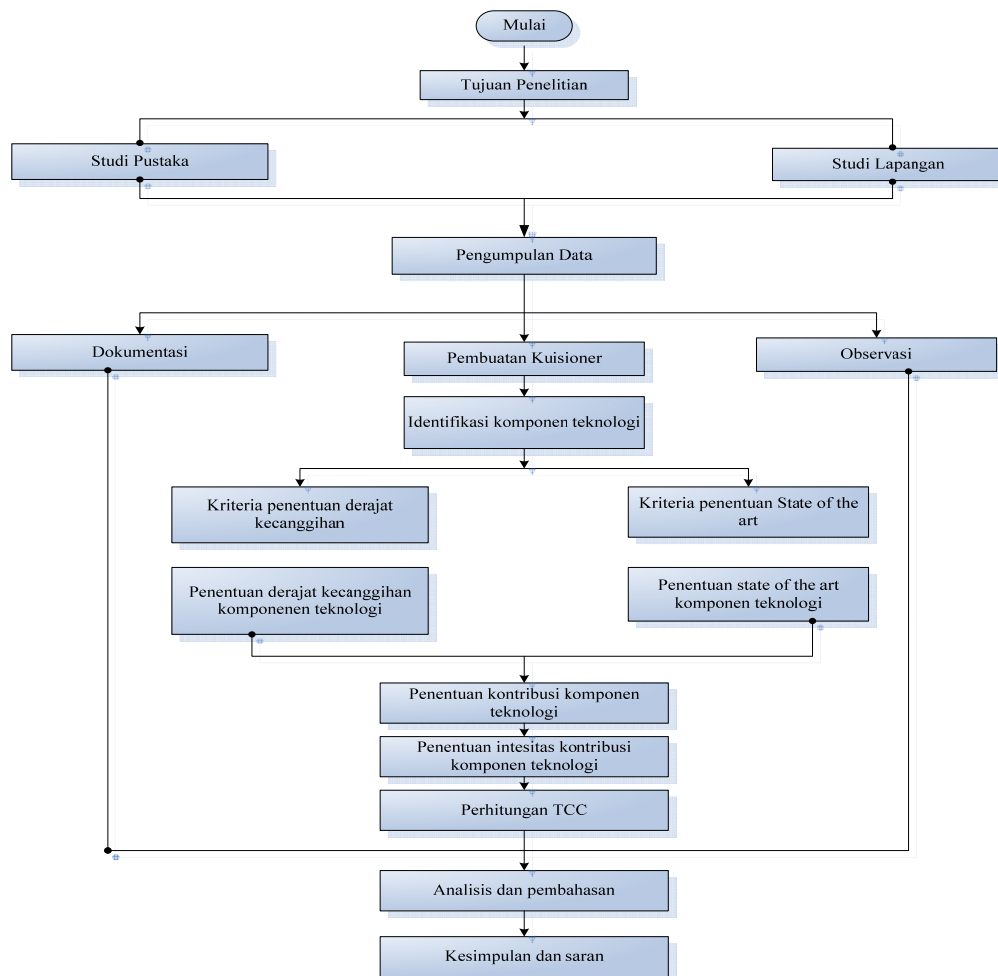 Mulai
Tujuan Penelitian
Studi Pustaka
Studi Lapangan
Pengumpulan Data
Dokumentasi
Pembuatan Kuisioner
Observasi
Identifikasi komponen teknologi
Kriteria penentuan derajat
kecanggihan
Kriteria penentuan State of the
art
Penentuan derajat kecanggihan
komponenen teknologi
Penentuan state of the art
komponen teknologi
Penentuan kontribusi komponen
teknologi
Penentuan intesitas kontribusi
komponen teknologi
Perhitungan TCC
Analisis dan pembahasan
Kesimpulan dan saran